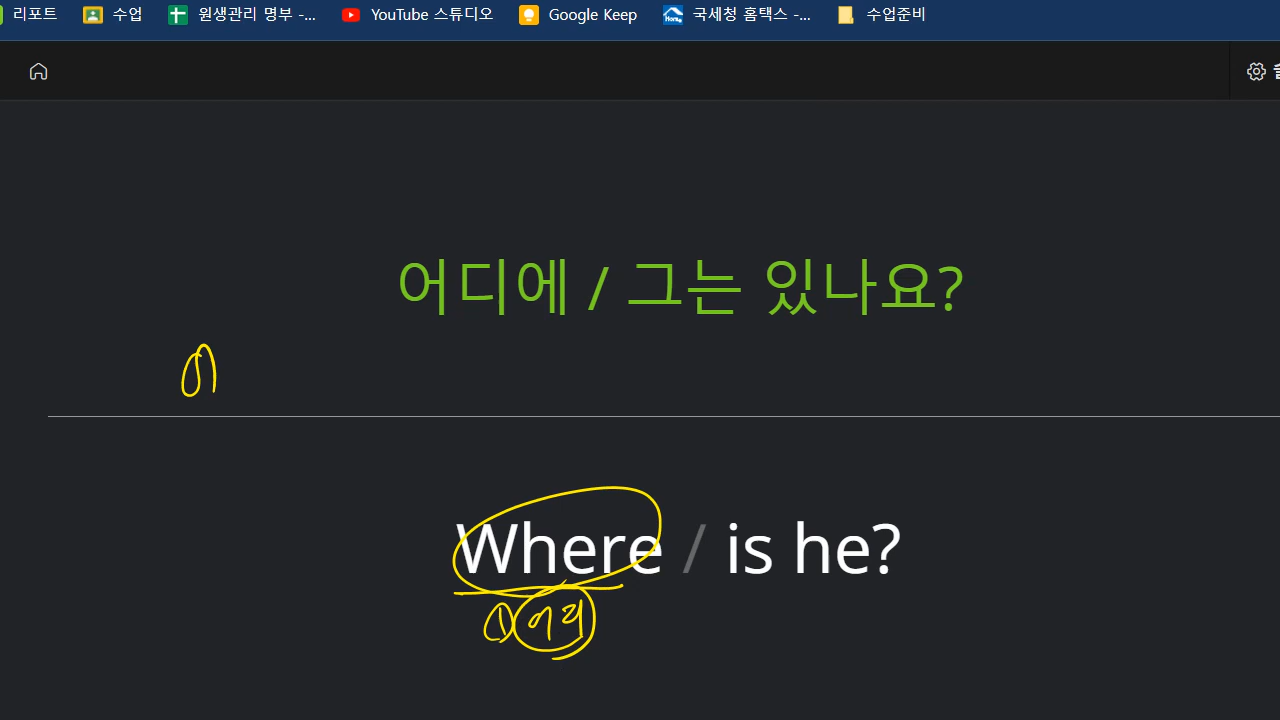 리포트 수업 원생관리 명부 -... YouTube 스튜디오 Google Keep 국세청 홈택스 -... 수업준비
어디에 / 그는 있나요?
Where / is he?
① 어디